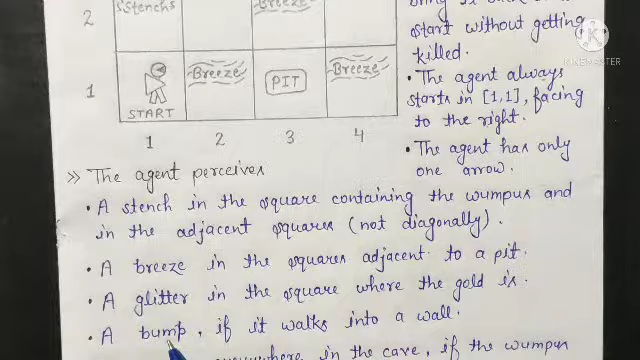 2
SStenchS
Breeze
start without getting
killed.
KINEMASTER
• The agent always
starts in [1,1], facing
to the right.
• The agent has only
one arrow.
1
START
Breeze
PIT
Breeze
1 2 3 4
>> The agent perceives
• A stench in the square containing the wumpus and
in the adjacent squares (not diagonally).
• A breeze in the squares adjacent to a pit.
• A glitter in the square where the gold is.
• A bump, if it walks into a wall.
in the cave, if the wumpus